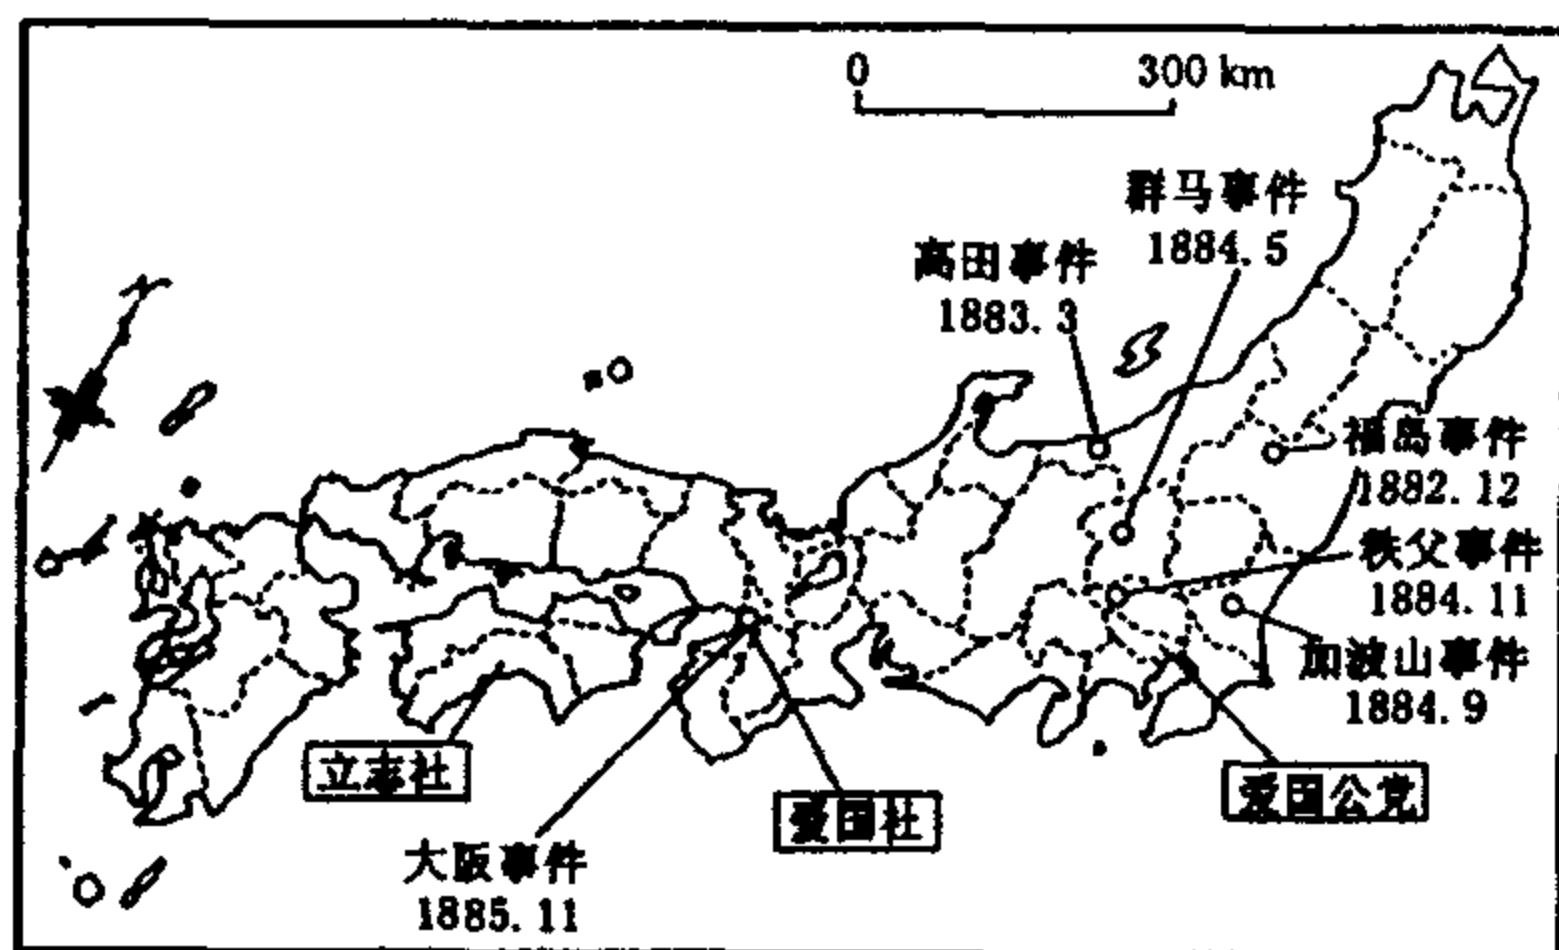 0 300 km
群马事件
1884.5
高田事件
1883.3
福岛事件
1882.12
秩父事件
1884.11
加波山事件
1884.9
立志社
爱国社
爱国公党
大阪事件
1885.11